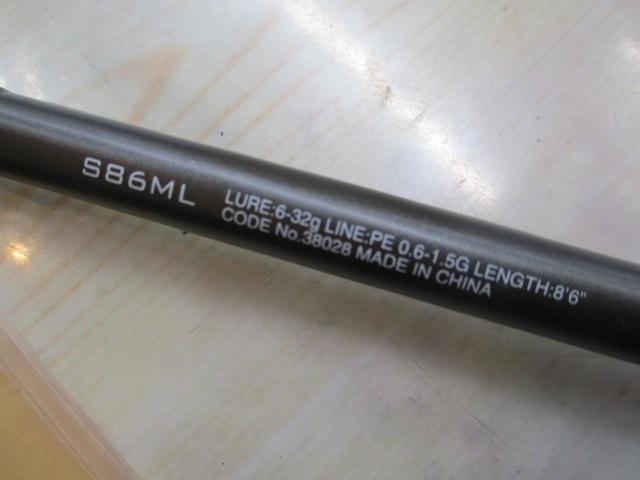 S86ML
LURE:6-32g LINE:PE 0.6-1.5G LENGTH:8'6"
CODE No.38028 MADE IN CHINA